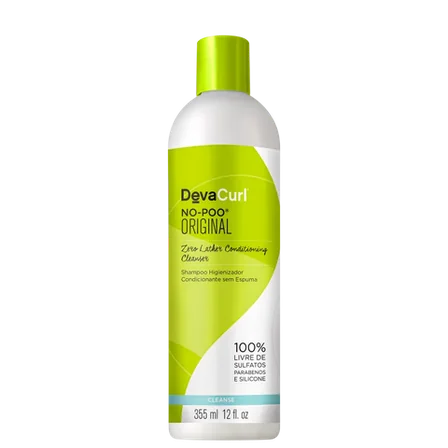 DevaCurl
NO-POO®
ORIGINAL
Zero Lather Conditioning
Cleanser
Shampoo Higienizador
Condicionante sem Espuma
100%
LIVRE DE
SULFATOS
PARABENOS
E SILICONE
CLEANSE
355 ml 12 fl. oz